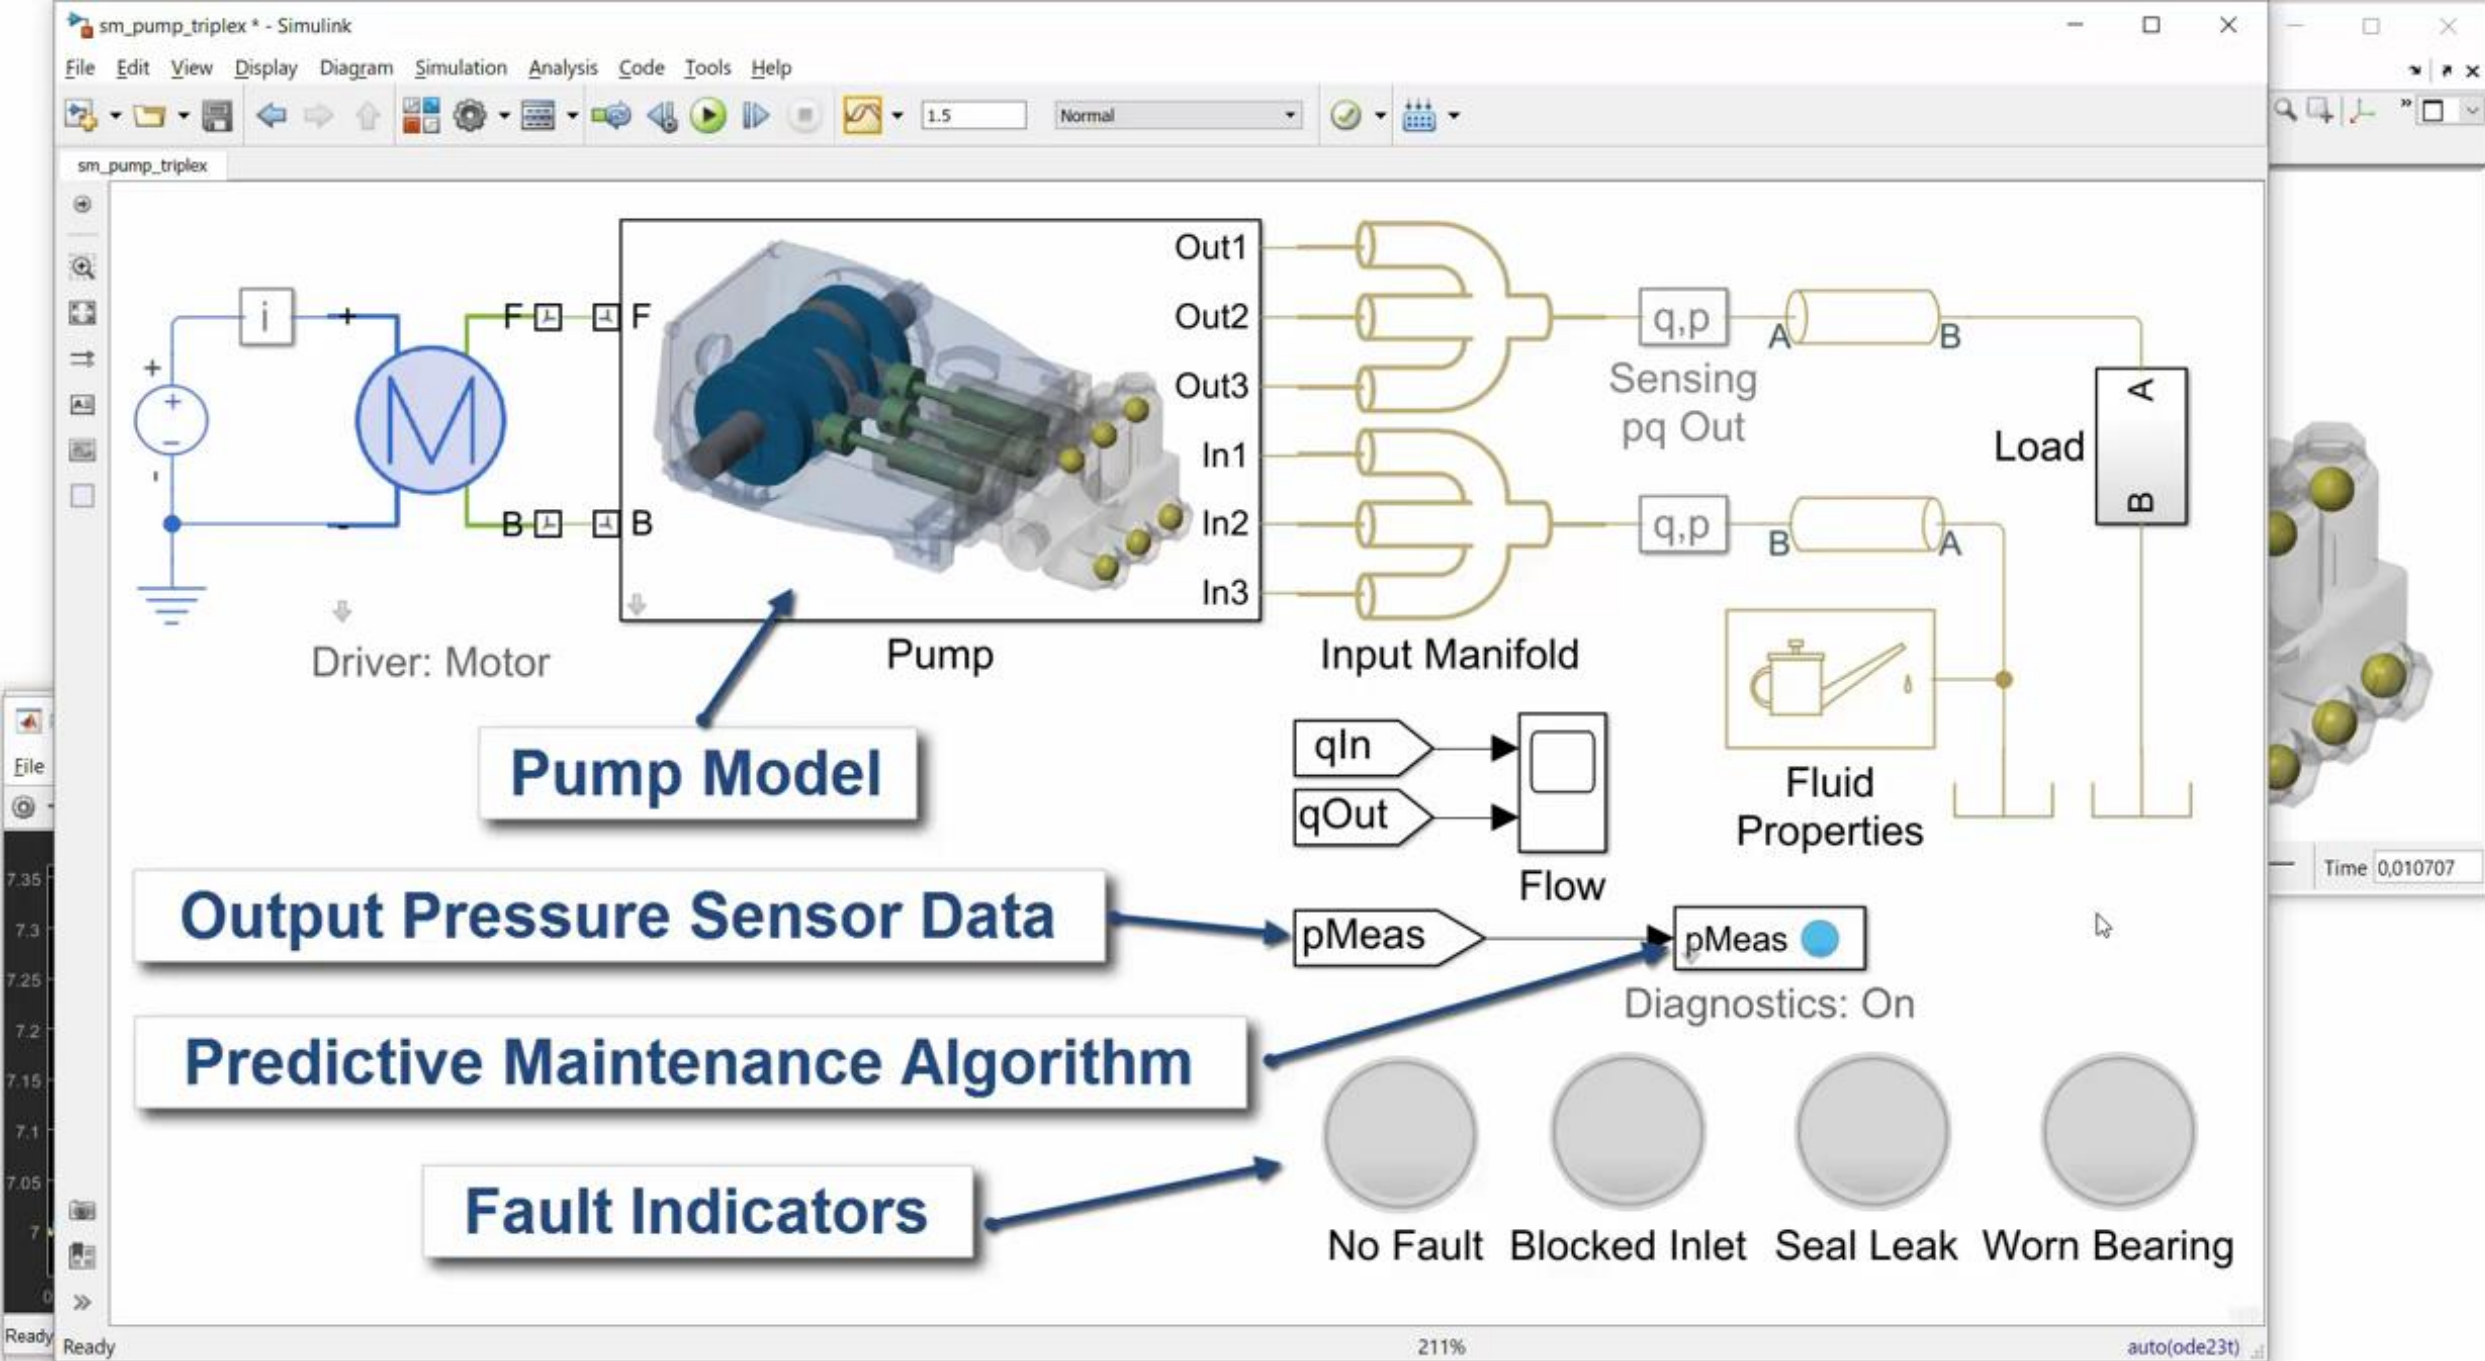 sm_pump_triplex * - Simulink
File Edit View Display Diagram Simulation Analysis Code Tools Help
1.5
Normal
sm_pump_triplex
i
+
+
+
−
-
-
M
F
F
B
B
Out1
Out2
Out3
In1
In2
In3
q,p
A
B
Sensing
pq Out
Load
A
B
q,p
B
A
Driver: Motor
Pump
Input Manifold
Pump Model
qIn
qOut
Flow
Fluid
Properties
Output Pressure Sensor Data
pMeas
pMeas
Diagnostics: On
Predictive Maintenance Algorithm
Fault Indicators
No Fault
Blocked Inlet
Seal Leak
Worn Bearing
Ready
211%
auto(ode23t)
File
7.35
7.3
7.25
7.2
7.15
7.1
7.05
7
0
Ready
Time 0,010707